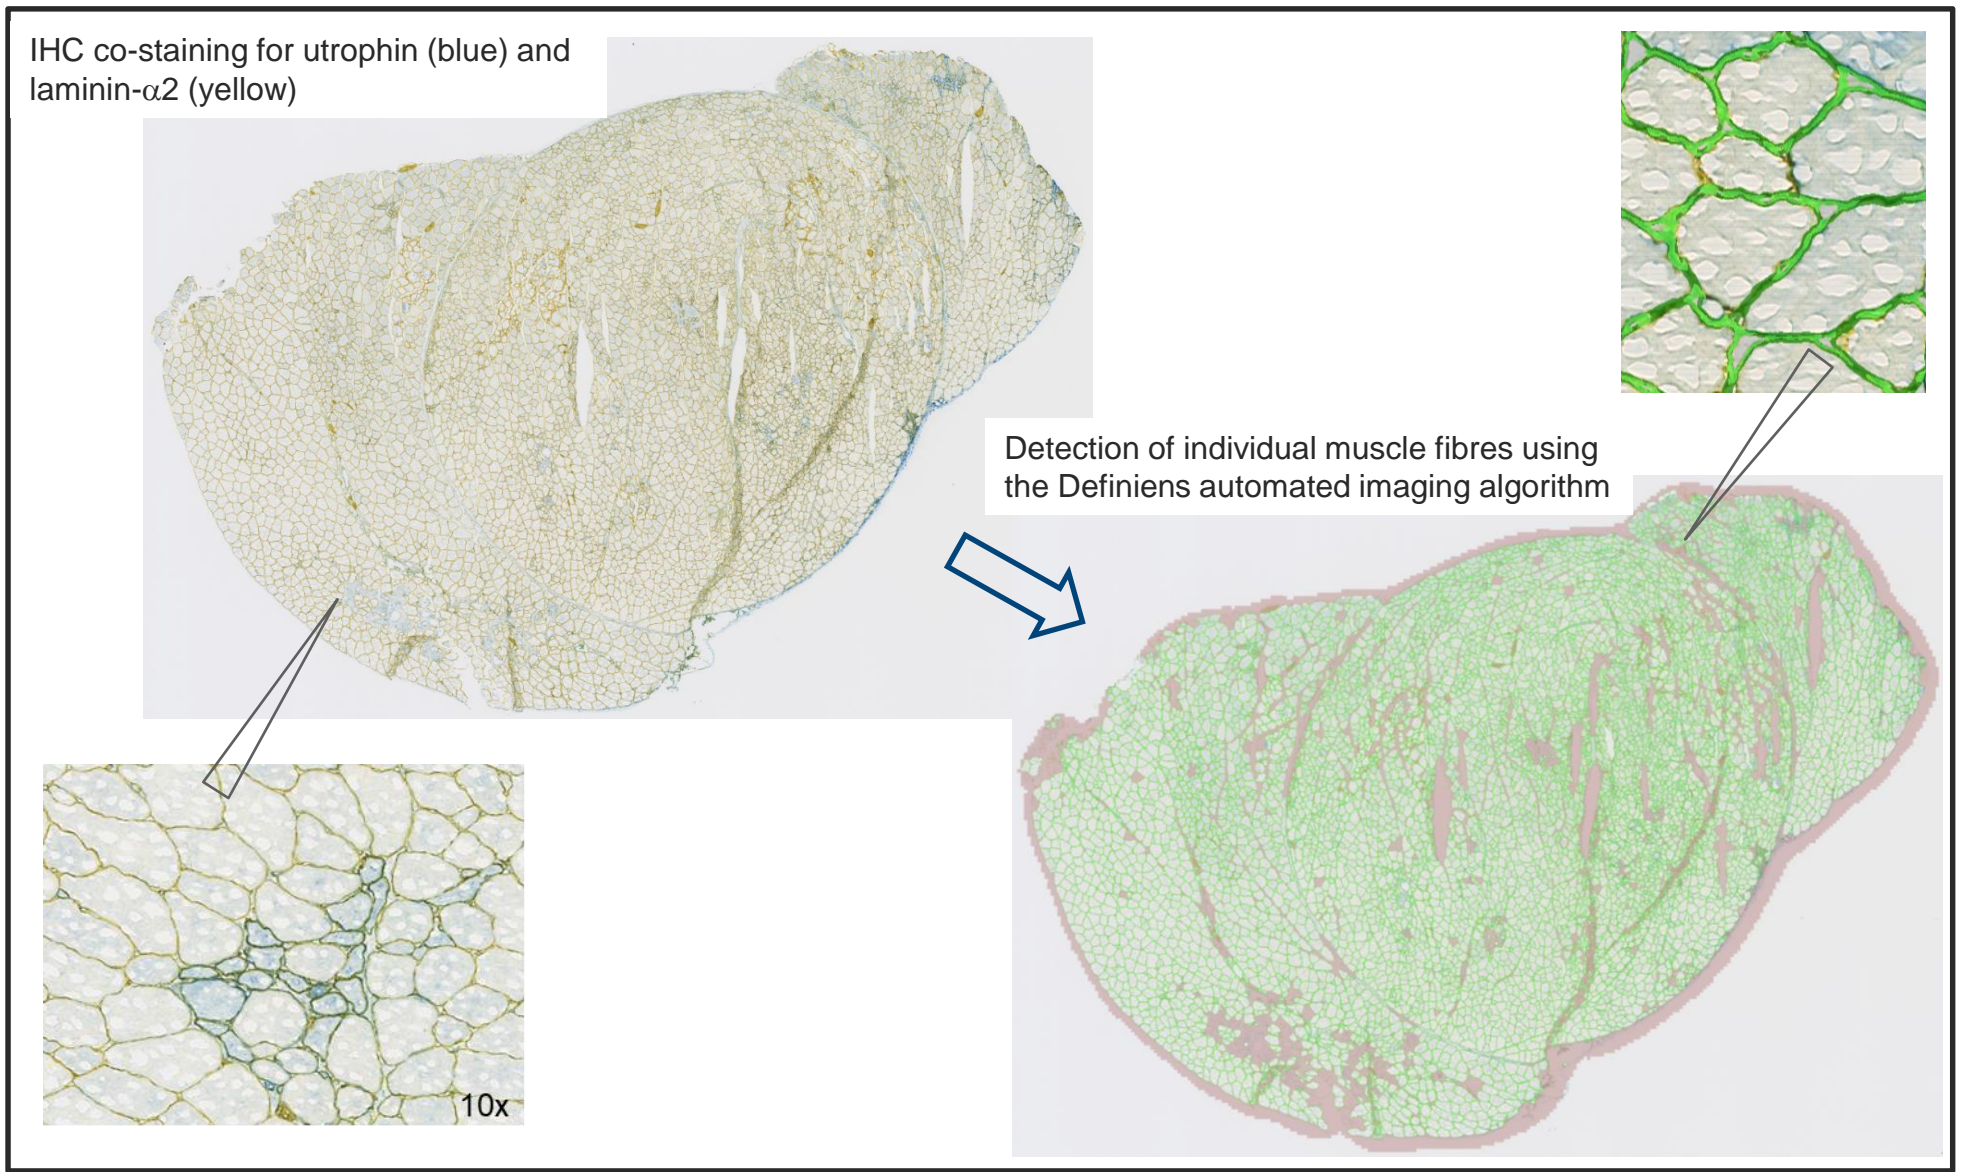 IHC co-staining for utrophin (blue) and
laminin-α2 (yellow)
Detection of individual muscle fibres using
the Definiens automated imaging algorithm
10x